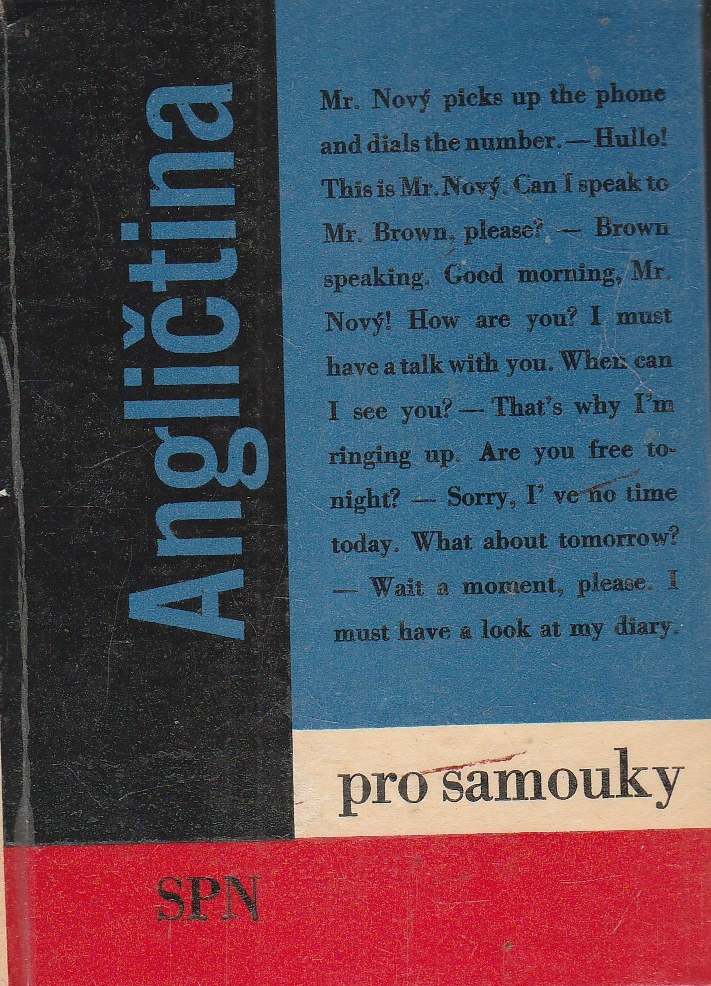 Angličtina
Mr. Nový picks up the phone
and dials the number. — Hullo!
This is Mr. Nový. Can I speak to
Mr. Brown, please? — Brown
speaking. Good morning, Mr.
Nový! How are you? I must
have a talk with you. When can
I see you? — That's why I'm
ringing up. Are you free to-
night? — Sorry, I' ve no time
today. What about tomorrow?
— Wait a moment, please. I
must have a look at my diary.
pro samouky
SPN